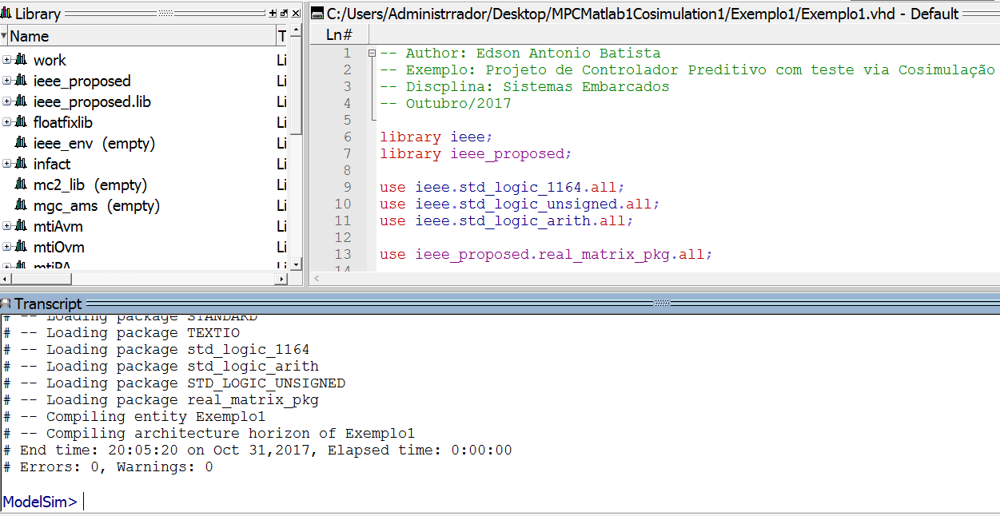 Library
Name T
work Li
ieee_proposed Li
ieee_proposed.lib Li
floatfixlib Li
ieee_env (empty) Li
infact Li
mc2_lib (empty) Li
mgc_ams (empty) Li
mtiAvm Li
mtiOvm Li
mtiPA Li
C:/Users/Administrrador/Desktop/MPCMatlab1Cosimulation1/Exemplo1/Exemplo1.vhd - Default
Ln#
1 -- Author: Edson Antonio Batista
2 -- Exemplo: Projeto de Controlador Preditivo com teste via Cosimulação
3 -- Discplina: Sistemas Embarcados
4 -- Outubro/2017
5
6 library ieee;
7 library ieee_proposed;
8
9 use ieee.std_logic_1164.all;
10 use ieee.std_logic_unsigned.all;
11 use ieee.std_logic_arith.all;
12
13 use ieee_proposed.real_matrix_pkg.all;
14
Transcript
# -- Loading package STANDARD
# -- Loading package TEXTIO
# -- Loading package std_logic_1164
# -- Loading package std_logic_arith
# -- Loading package STD_LOGIC_UNSIGNED
# -- Loading package real_matrix_pkg
# -- Compiling entity Exemplo1
# -- Compiling architecture horizon of Exemplo1
# End time: 20:05:20 on Oct 31,2017, Elapsed time: 0:00:00
# Errors: 0, Warnings: 0
ModelSim>